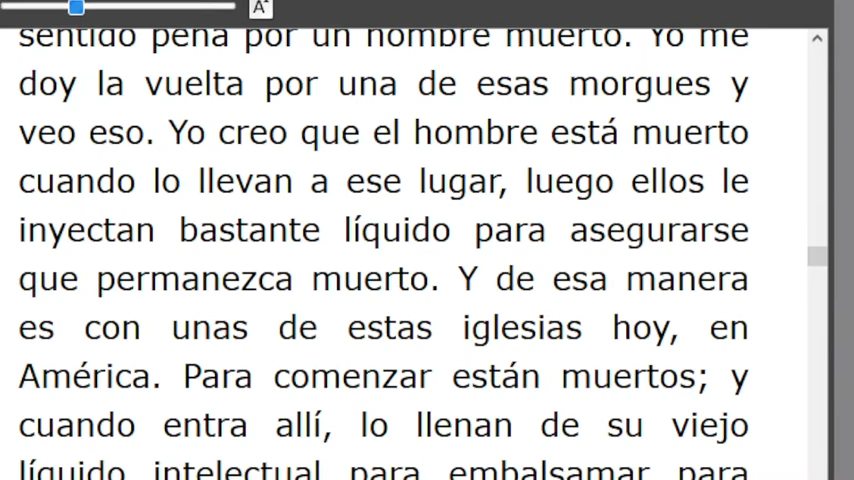 A
sentido pena por un hombre muerto. Yo me
doy la vuelta por una de esas morgues y
veo eso. Yo creo que el hombre está muerto
cuando lo llevan a ese lugar, luego ellos le
inyectan bastante líquido para asegurarse
que permanezca muerto. Y de esa manera
es con unas de estas iglesias hoy, en
América. Para comenzar están muertos; y
cuando entra allí, lo llenan de su viejo
líquido intelectual para embalsamar para